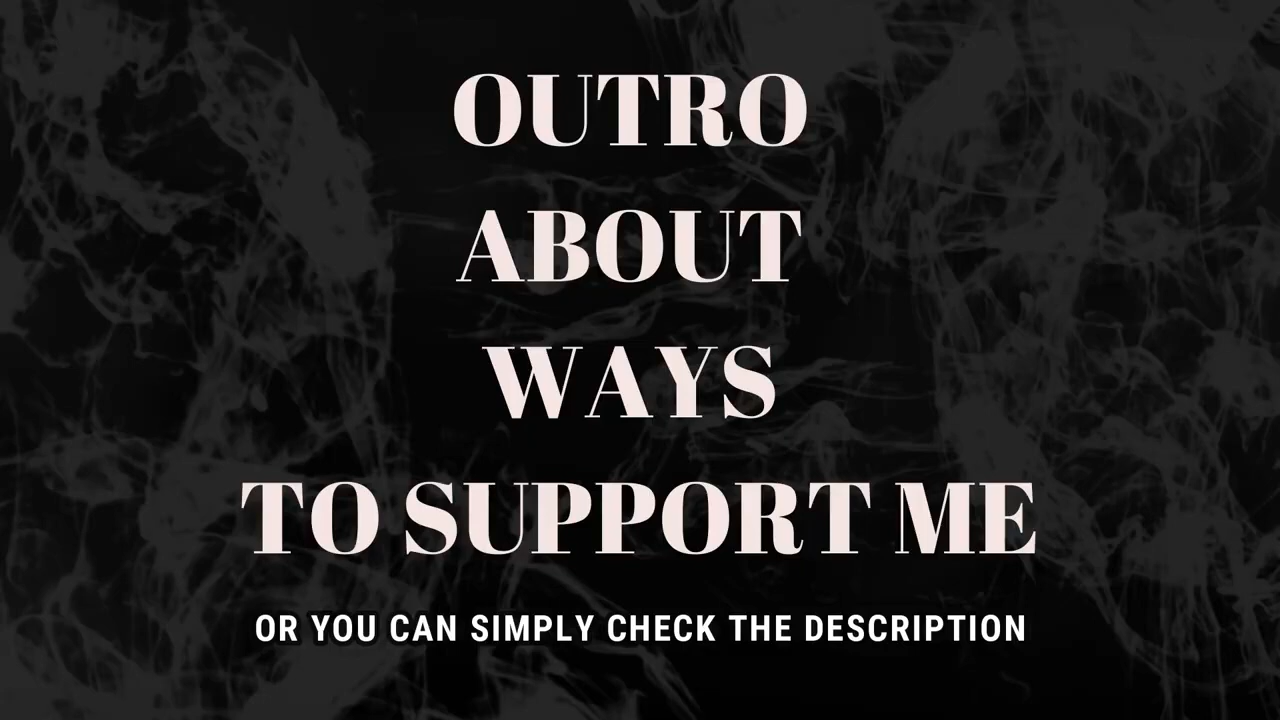 OUTRO
ABOUT
WAYS
TO SUPPORT ME
OR YOU CAN SIMPLY CHECK THE DESCRIPTION